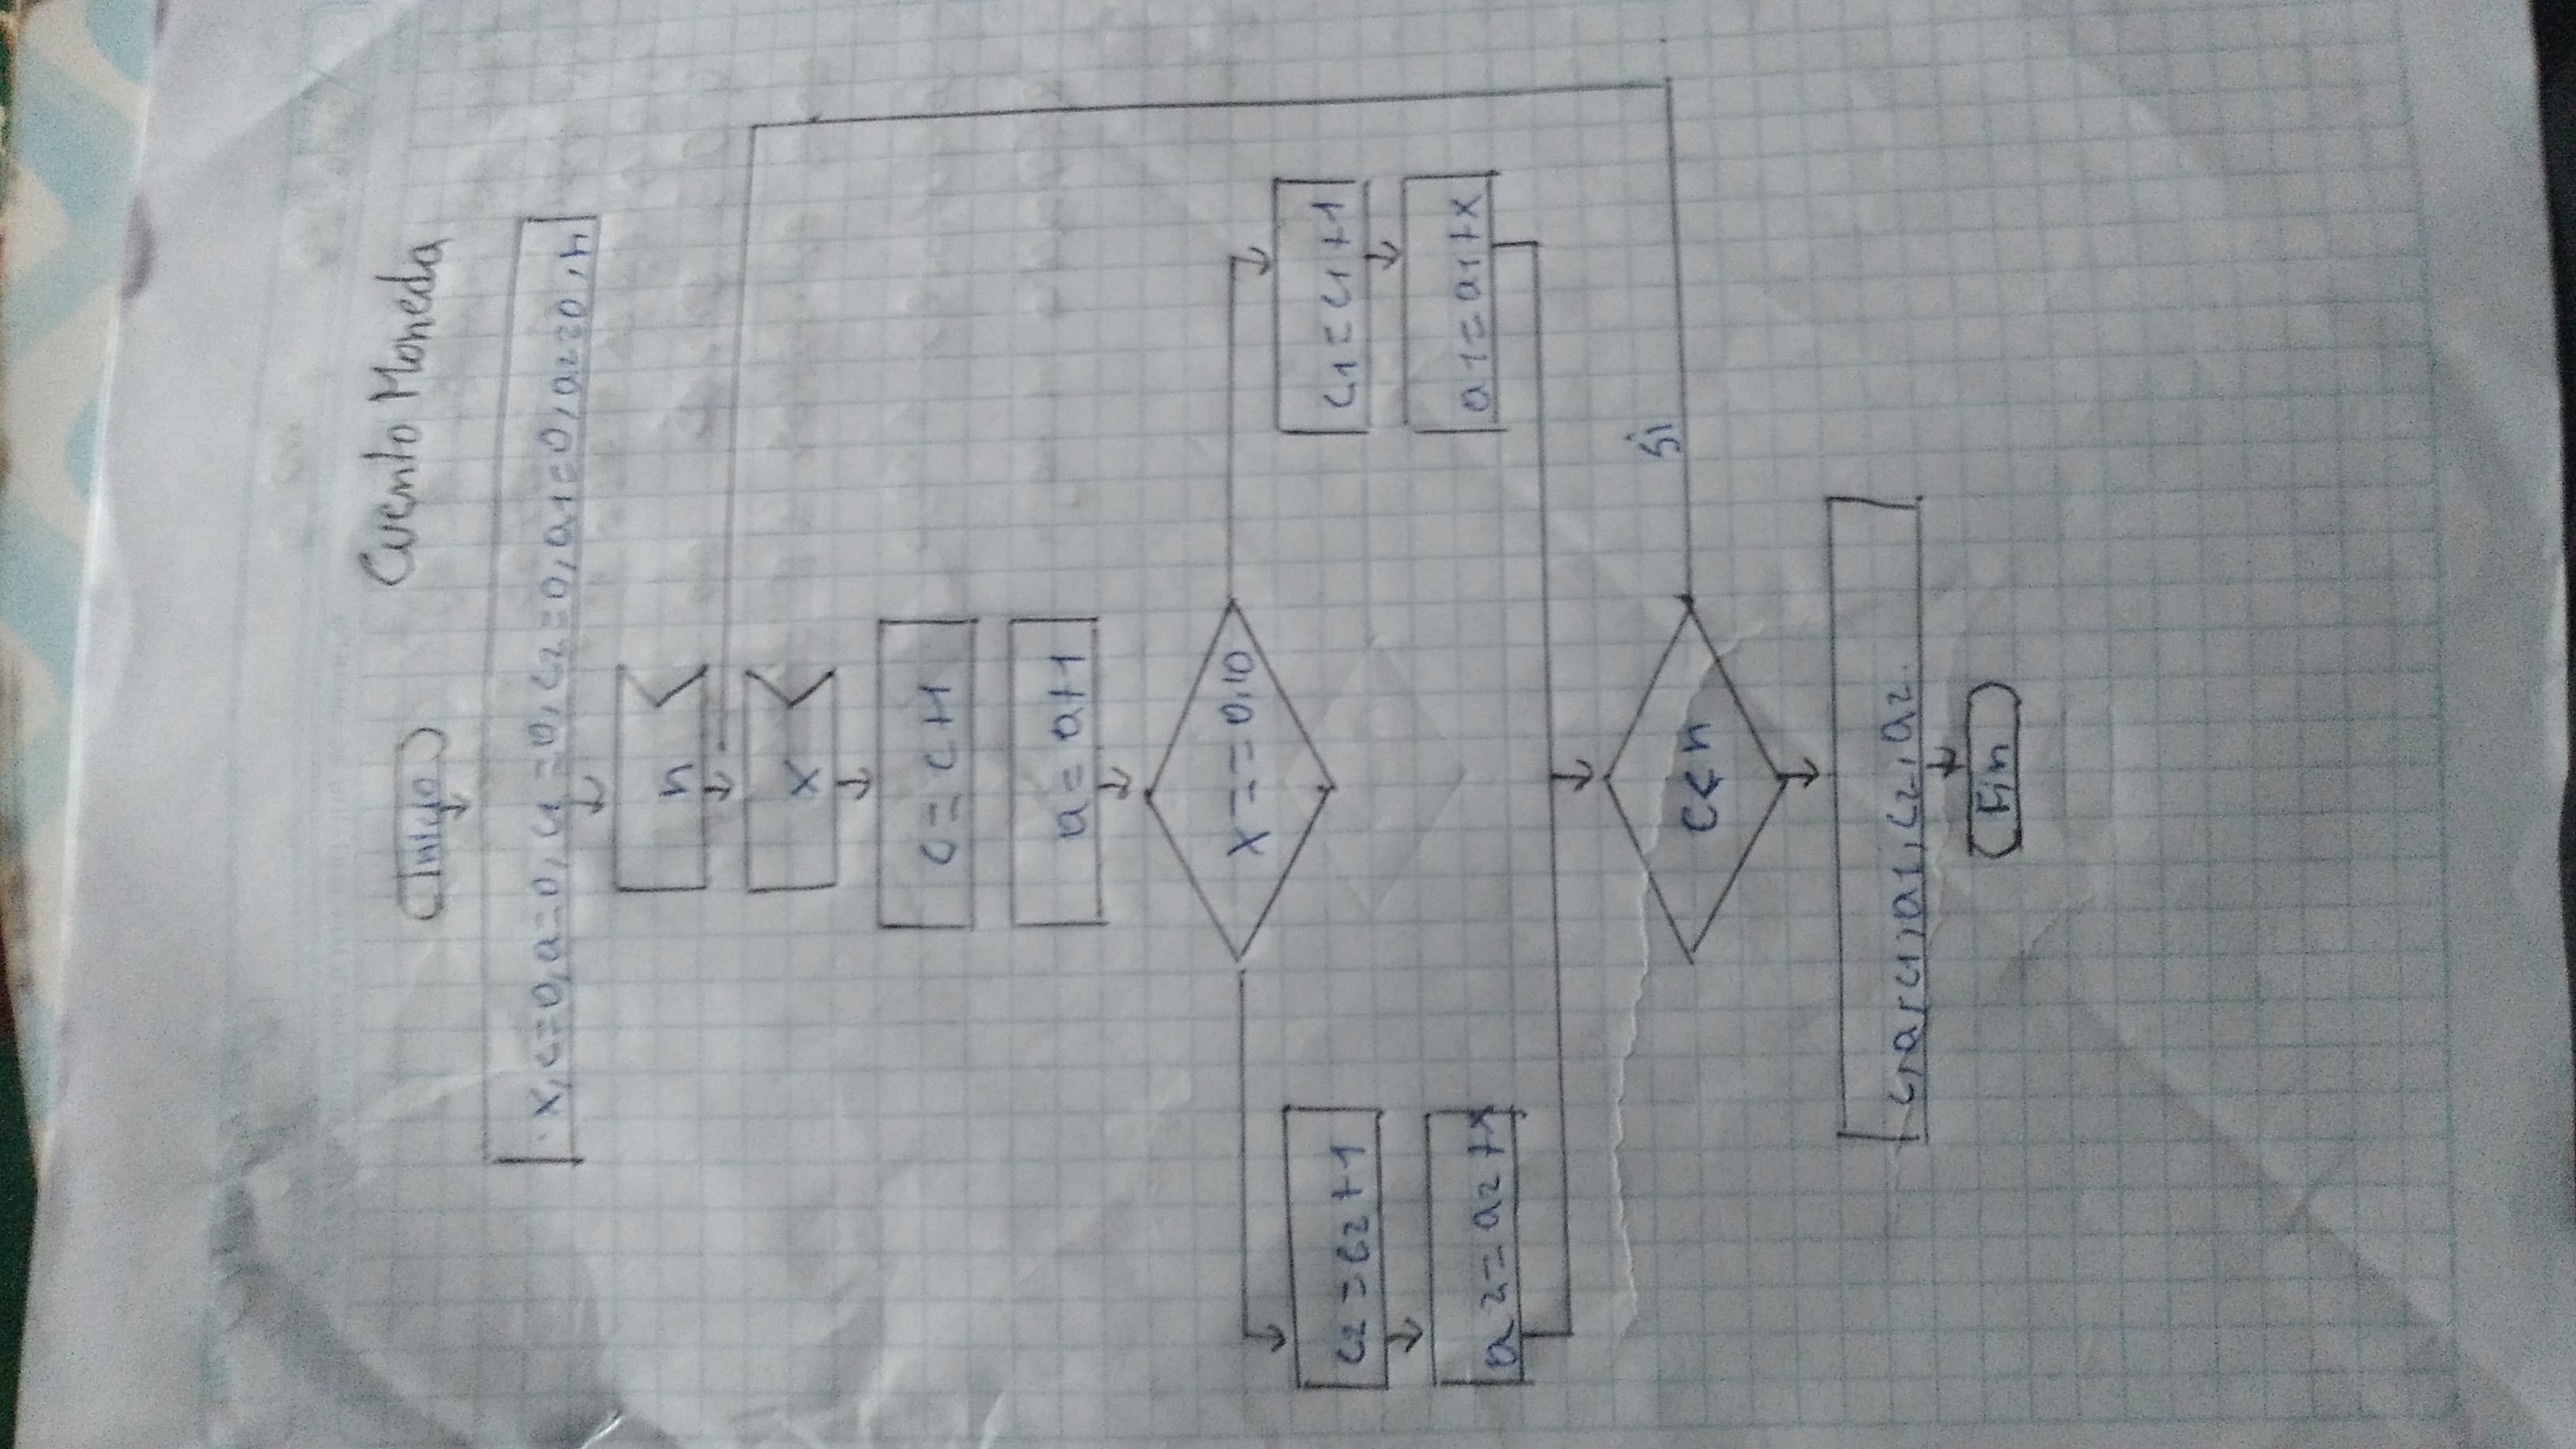 Cuento Moneda
Inicio
x, c=0, a=0, c1=0, c2=0, a1=0, a2=0, n
n
x
c = c+1
a = a+1
x == 0.10
c2 = c2+1
c1 = c1+1
a2 = a2+x
a1 = a1+x
Si
c<n
c, a, c1, a1, c2, a2.
Fin